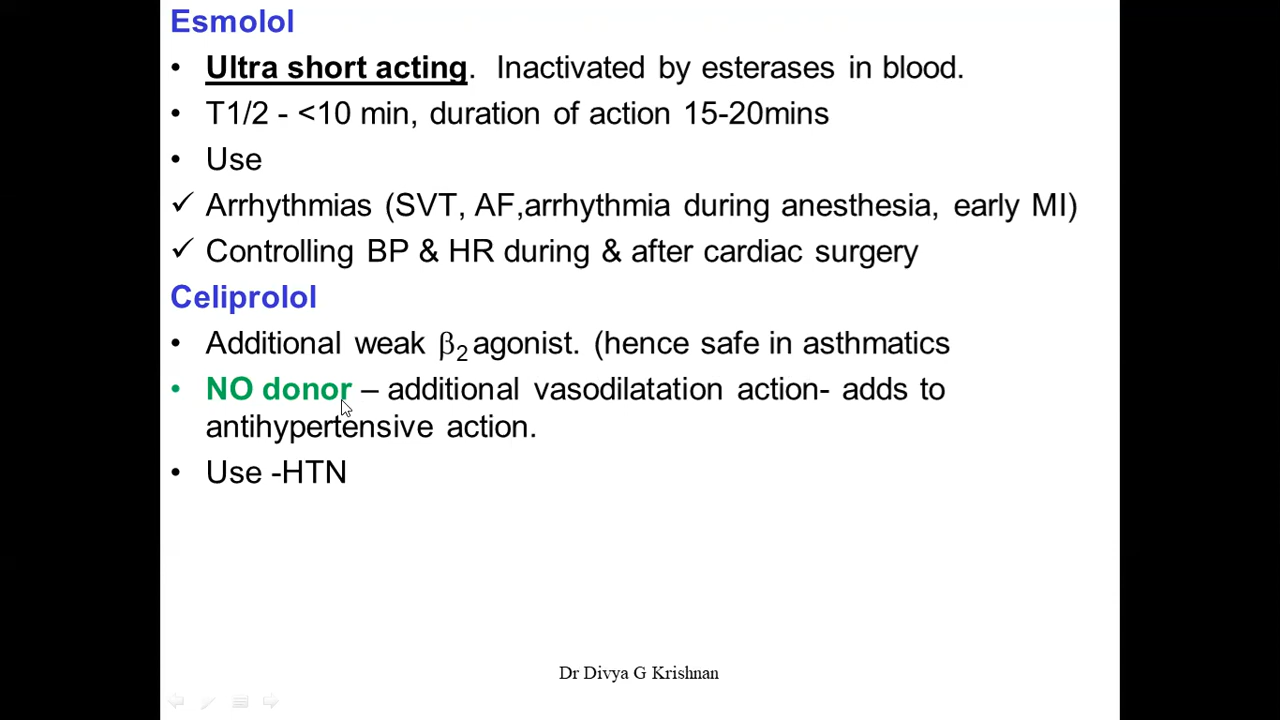 Esmolol
• Ultra short acting. Inactivated by esterases in blood.
• T1/2 - <10 min, duration of action 15-20mins
• Use
✓ Arrhythmias (SVT, AF,arrhythmia during anesthesia, early MI)
✓ Controlling BP & HR during & after cardiac surgery
Celiprolol
• Additional weak β2 agonist. (hence safe in asthmatics
• NO donor – additional vasodilatation action- adds to
antihypertensive action.
• Use -HTN
Dr Divya G Krishnan